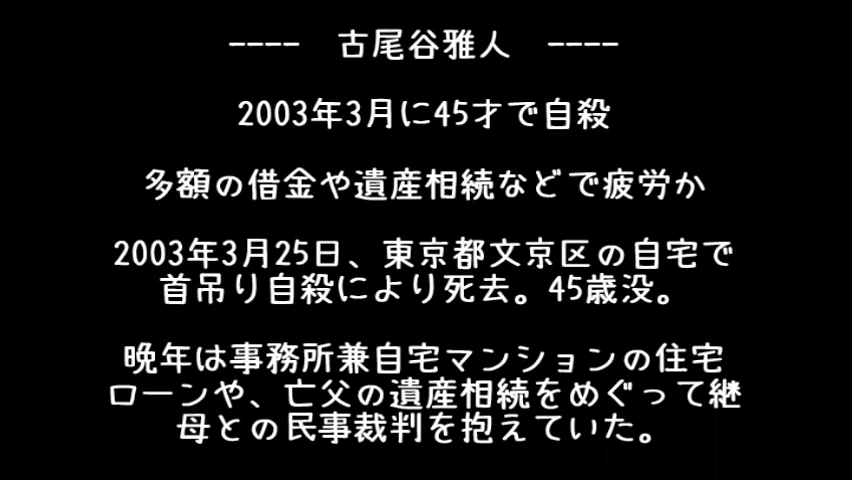 ---- 古尾谷雅人 ----
2003年3月に45才で自殺
多額の借金や遺産相続などで疲労か
2003年3月25日、東京都文京区の自宅で
首吊り自殺により死去。45歳没。
晩年は事務所兼自宅マンションの住宅
ローンや、亡父の遺産相続をめぐって継
母との民事裁判を抱えていた。